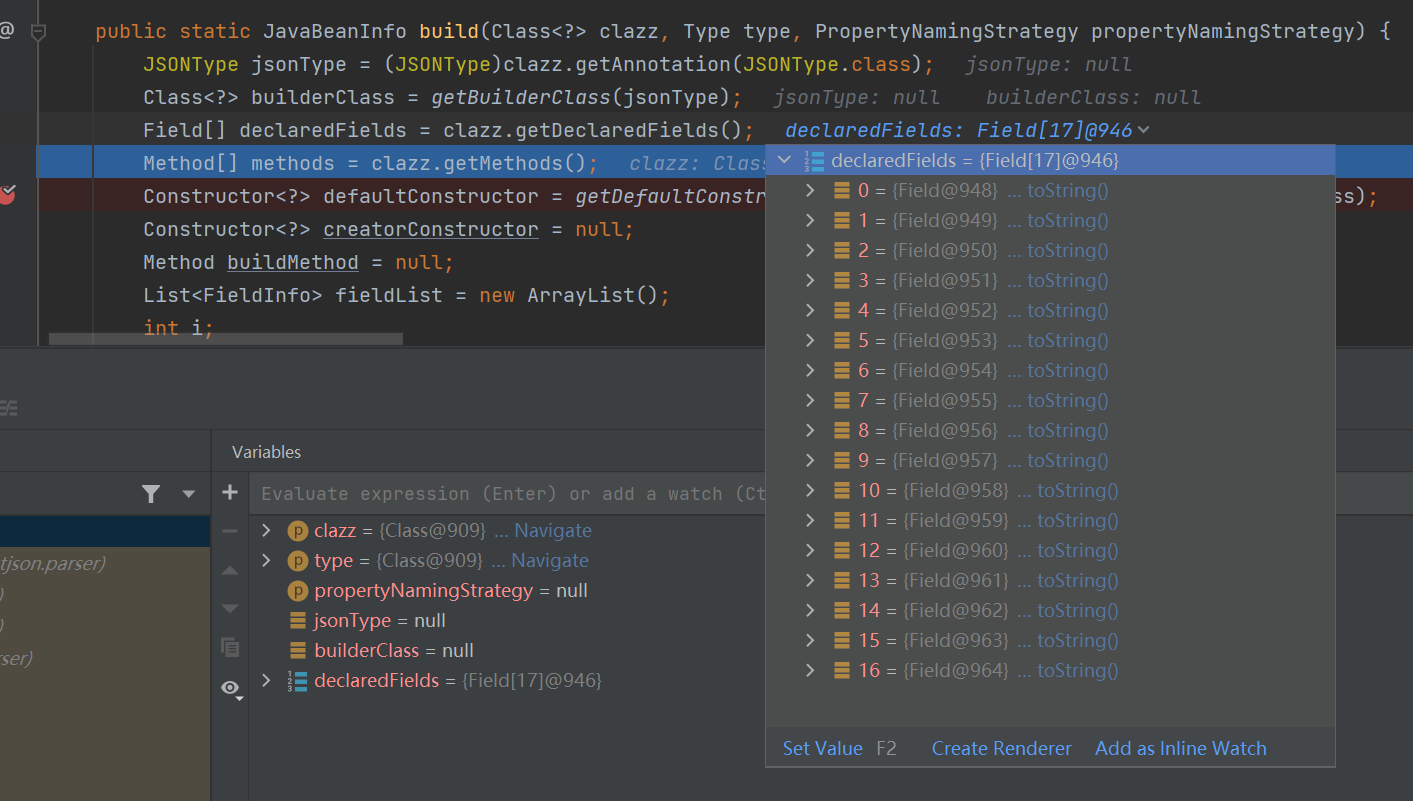 @
public static JavaBeanInfo build(Class<?> clazz, Type type, PropertyNamingStrategy propertyNamingStrategy) {
JSONType jsonType = (JSONType)clazz.getAnnotation(JSONType.class); jsonType: null
Class<?> builderClass = getBuilderClass(jsonType); jsonType: null builderClass: null
Field[] declaredFields = clazz.getDeclaredFields(); declaredFields: Field[17]@946
Method[] methods = clazz.getMethods(); clazz: Clas
Constructor<?> defaultConstructor = getDefaultConstr ss);
Constructor<?> creatorConstructor = null;
Method buildMethod = null;
List<FieldInfo> fieldList = new ArrayList();
int i;
declaredFields = {Field[17]@946}
0 = {Field@948} ... toString()
1 = {Field@949} ... toString()
2 = {Field@950} ... toString()
3 = {Field@951} ... toString()
4 = {Field@952} ... toString()
5 = {Field@953} ... toString()
6 = {Field@954} ... toString()
7 = {Field@955} ... toString()
8 = {Field@956} ... toString()
9 = {Field@957} ... toString()
10 = {Field@958} ... toString()
11 = {Field@959} ... toString()
12 = {Field@960} ... toString()
13 = {Field@961} ... toString()
14 = {Field@962} ... toString()
15 = {Field@963} ... toString()
16 = {Field@964} ... toString()
Set Value F2 Create Renderer Add as Inline Watch
Variables
Evaluate expression (Enter) or add a watch (Ct
clazz = {Class@909} ... Navigate
type = {Class@909} ... Navigate
propertyNamingStrategy = null
jsonType = null
builderClass = null
declaredFields = {Field[17]@946}
tjson.parser)
)
)
rser)